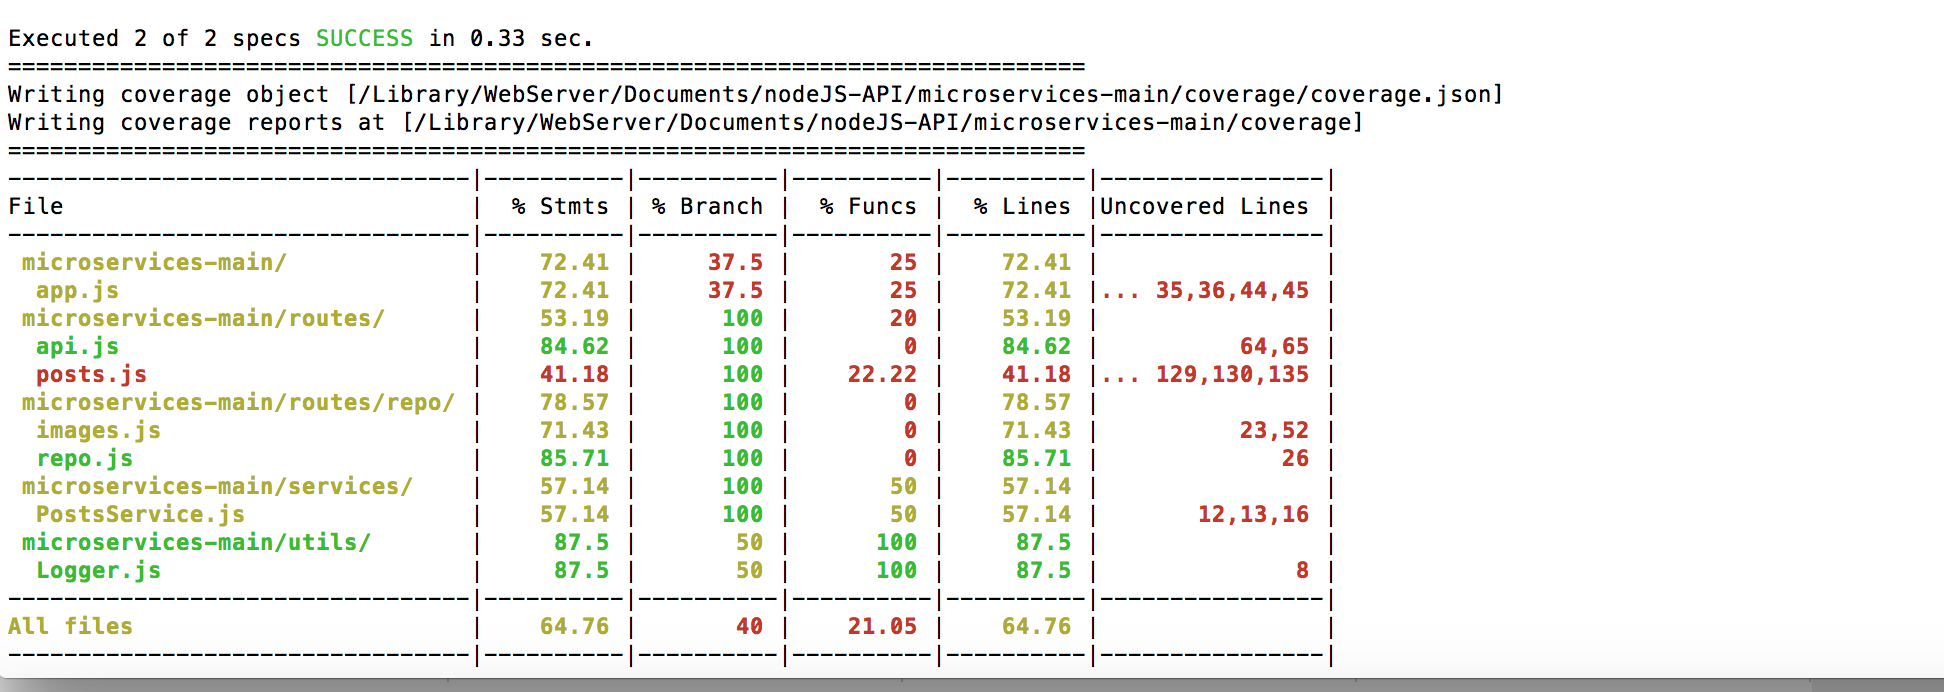 Executed 2 of 2 specs SUCCESS in 0.33 sec.
=============================================================================
Writing coverage object [/Library/WebServer/Documents/nodeJS-API/microservices-main/coverage/coverage.json]
Writing coverage reports at [/Library/WebServer/Documents/nodeJS-API/microservices-main/coverage]
=============================================================================
---------------------------------|----------|----------|----------|----------|----------------|
File                             |  % Stmts | % Branch |  % Funcs |  % Lines |Uncovered Lines |
---------------------------------|----------|----------|----------|----------|----------------|
 microservices-main/             |    72.41 |     37.5 |       25 |    72.41 |                |
  app.js                         |    72.41 |     37.5 |       25 |    72.41 |... 35,36,44,45 |
 microservices-main/routes/      |    53.19 |      100 |       20 |    53.19 |                |
  api.js                         |    84.62 |      100 |        0 |    84.62 |          64,65 |
  posts.js                       |    41.18 |      100 |    22.22 |    41.18 |... 129,130,135 |
 microservices-main/routes/repo/ |    78.57 |      100 |        0 |    78.57 |                |
  images.js                      |    71.43 |      100 |        0 |    71.43 |          23,52 |
  repo.js                        |    85.71 |      100 |        0 |    85.71 |             26 |
 microservices-main/services/    |    57.14 |      100 |       50 |    57.14 |                |
  PostsService.js                |    57.14 |      100 |       50 |    57.14 |       12,13,16 |
 microservices-main/utils/       |     87.5 |       50 |      100 |     87.5 |                |
  Logger.js                      |     87.5 |       50 |      100 |     87.5 |              8 |
---------------------------------|----------|----------|----------|----------|----------------|
All files                        |    64.76 |       40 |    21.05 |    64.76 |                |
---------------------------------|----------|----------|----------|----------|----------------|